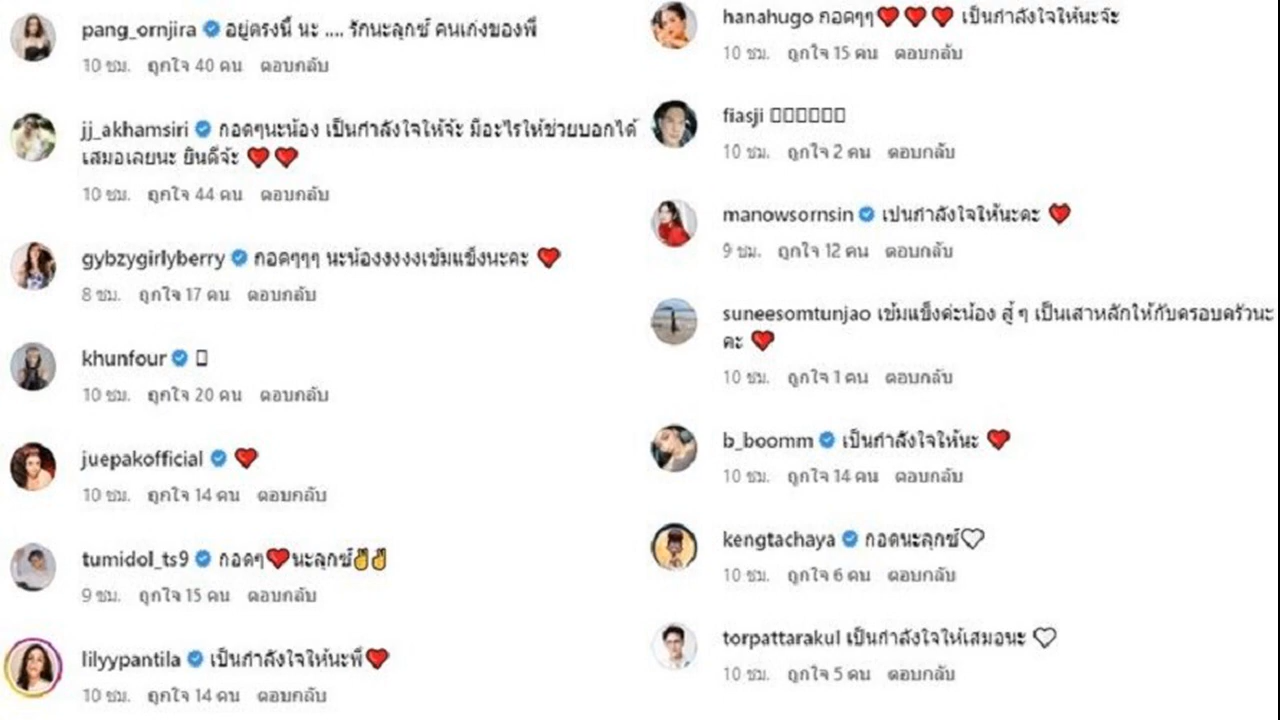 pang_ornjira อยู่ตรงนี้ นะ .... รักนะลุกซ์ คนเก่งของพี่
10 ชม. ถูกใจ 40 คน ตอบกลับ
jj_akhamsiri กอดๆนะน้อง เป็นกำลังใจให้จ้ะ มีอะไรให้ช่วยบอกได้
เสมอเลยนะ ยินดีจ้ะ ❤️❤️
10 ชม. ถูกใจ 44 คน ตอบกลับ
gybzygirlyberry กอดๆๆๆ นะน้องงงงงเข้มแข็งนะคะ ❤️
8 ชม. ถูกใจ 17 คน ตอบกลับ
khunfour
10 ชม. ถูกใจ 20 คน ตอบกลับ
juepakofficial ❤️
10 ชม. ถูกใจ 14 คน ตอบกลับ
tumidol_ts9 กอดๆ❤️นะลุกซ์✌️✌️
9 ชม. ถูกใจ 15 คน ตอบกลับ
lilyypantila เป็นกำลังใจให้นะพี่❤️
10 ชม. ถูกใจ 14 คน ตอบกลับ
hanahugo กอดๆๆ❤️❤️❤️ เป็นกำลังใจให้นะจ๊ะ
10 ชม. ถูกใจ 15 คน ตอบกลับ
fiasji
10 ชม. ถูกใจ 2 คน ตอบกลับ
manowsornsin เปนกำลังใจให้นะคะ ❤️
9 ชม. ถูกใจ 12 คน ตอบกลับ
suneesomtunjao เข้มแข็งค่ะน้อง สู้ ๆ เป็นเสาหลักให้กับครอบครัวนะ
คะ ❤️
10 ชม. ถูกใจ 1 คน ตอบกลับ
b_boomm เป็นกำลังใจให้นะ ❤️
10 ชม. ถูกใจ 14 คน ตอบกลับ
kengtachaya กอดนะลุกซ์🤍
10 ชม. ถูกใจ 6 คน ตอบกลับ
torpattarakul เป็นกำลังใจให้เสมอนะ 🤍
10 ชม. ถูกใจ 5 คน ตอบกลับ